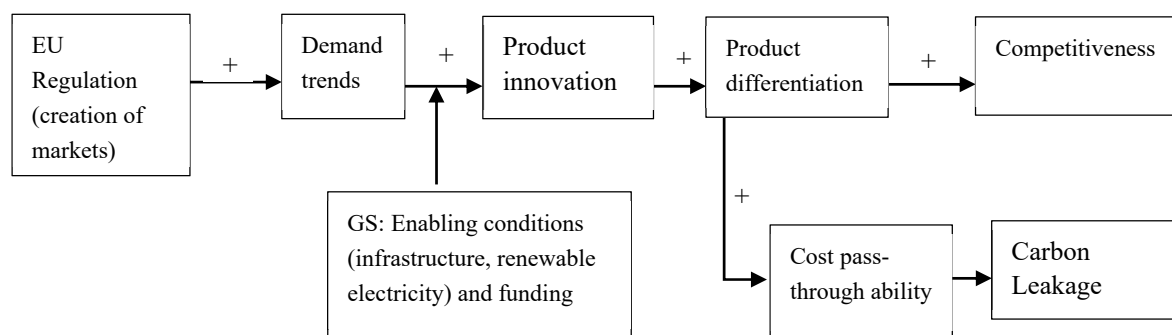 EU
Regulation
(creation of
markets)
+
Demand
trends
+
Product
innovation
+
Product
differentiation
+
Competitiveness
GS: Enabling conditions
(infrastructure, renewable
electricity) and funding
+
Cost pass-
through ability
Carbon
Leakage